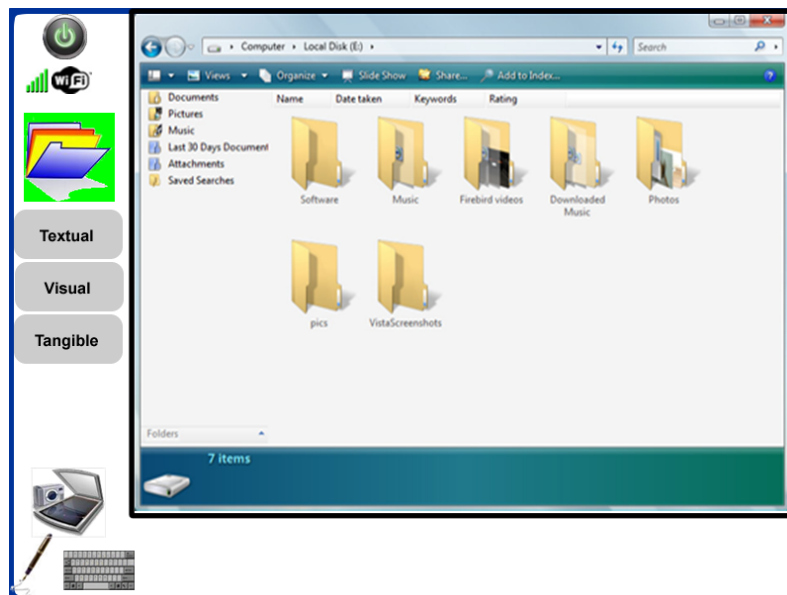 Wi Fi
Textual
Visual
Tangible
Computer Local Disk (E:) Search
Views Organize Slide Show Share... Add to Index...
Documents
Pictures
Music
Last 30 Days Document
Attachments
Saved Searches
Name Date taken Keywords Rating
Software Music Firebird videos Downloaded Music Photos
pics VistaScreenshots
Folders
7 items